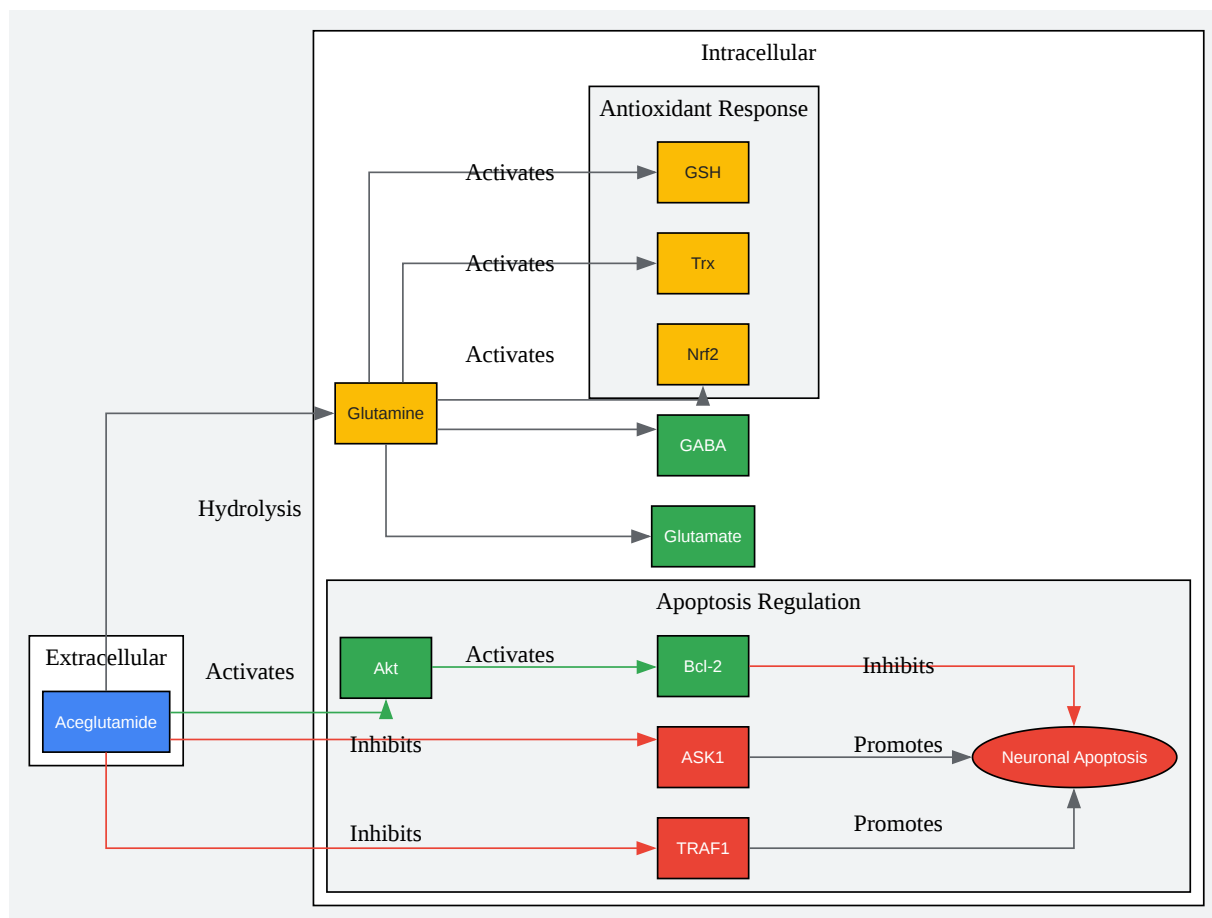 Intracellular
Antioxidant Response
Activates
GSH
Activates
Trx
Activates
Nrf2
Glutamine
GABA
Hydrolysis
Glutamate
Apoptosis Regulation
Extracellular
Activates
Akt
Activates
Bcl-2
Inhibits
Aceglutamide
Inhibits
ASK1
Promotes
Neuronal Apoptosis
Inhibits
TRAF1
Promotes